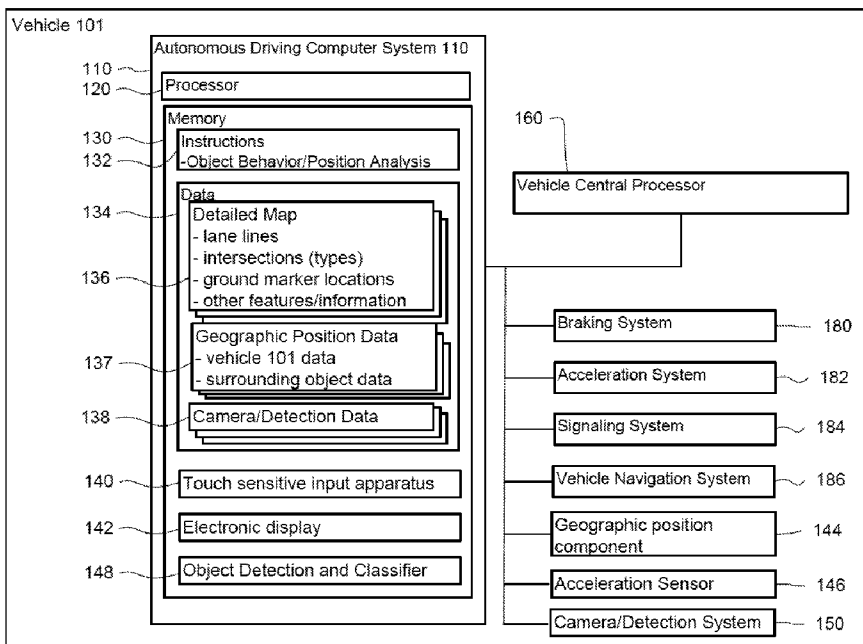 Vehicle 101
Autonomous Driving Computer System 110
110
Processor
120
Memory
130
Instructions
132
-Object Behavior/Position Analysis
Data
134
Detailed Map
- lane lines
- intersections (types)
136
- ground marker locations
- other features/information
Geographic Position Data
137
- vehicle 101 data
- surrounding object data
138
Camera/Detection Data
140
Touch sensitive input apparatus
142
Electronic display
148
Object Detection and Classifier
160
Vehicle Central Processor
Braking System
180
Acceleration System
182
Signaling System
184
Vehicle Navigation System
186
Geographic position
component
144
Acceleration Sensor
146
Camera/Detection System
150